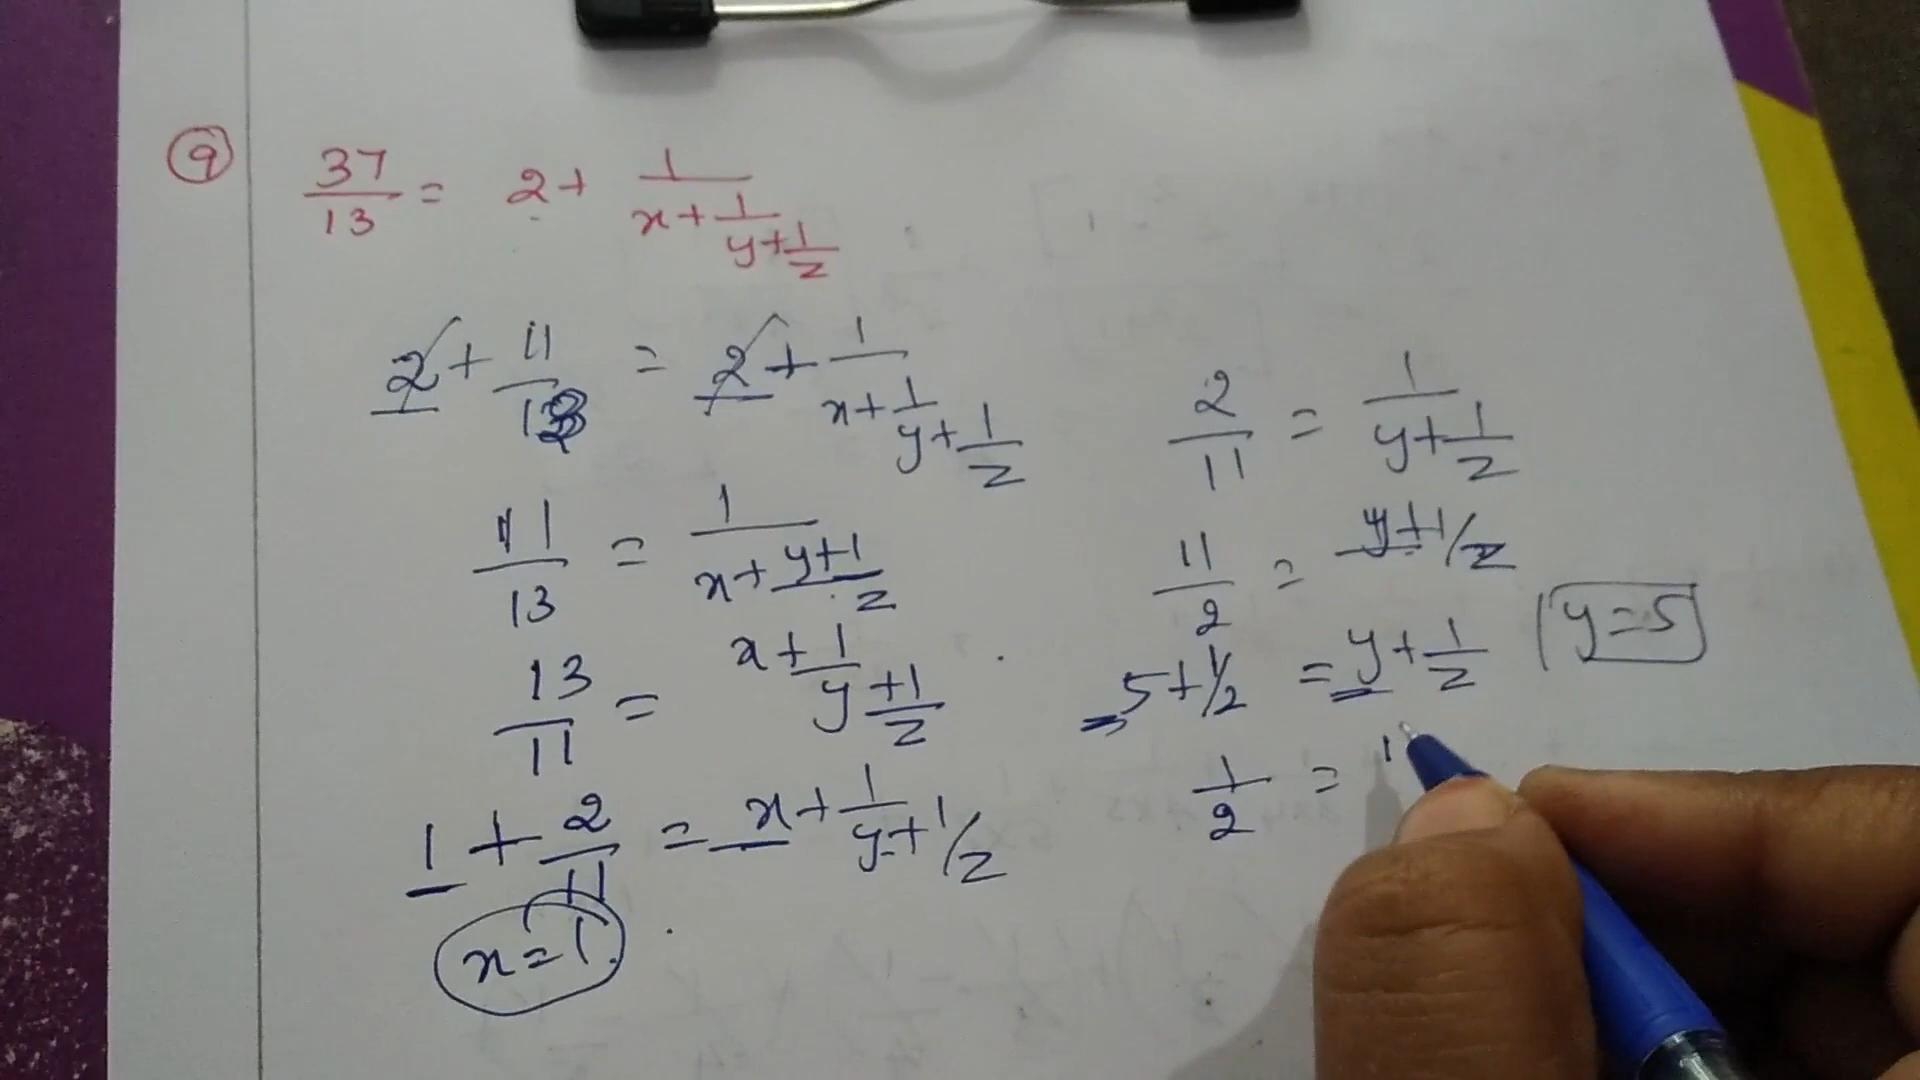 9
37/13 = 2 + 1/(x + 1/(y + 1/z))
2 + 11/13 = 2 + 1/(x + 1/(y + 1/z))
11/13 = 1/(x + (y + 1)/z)
13/11 = x + 1/(y + 1/z)
1 + 2/11 = x + 1/(y + 1/z)
x = 1.
2/11 = 1/(y + 1/z)
11/2 = y + 1/z
5 + 1/2 = y + 1/z
y = 5
1/2 = 1